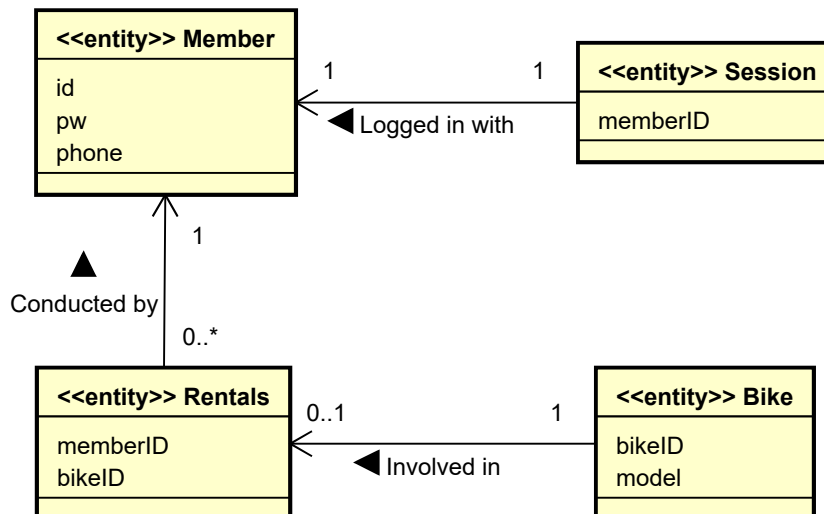 <<entity>> Member
id
pw
phone
1
1
Logged in with
<<entity>> Session
memberID
1
Conducted by
0..*
<<entity>> Rentals
memberID
bikeID
0..1
1
Involved in
<<entity>> Bike
bikeID
model